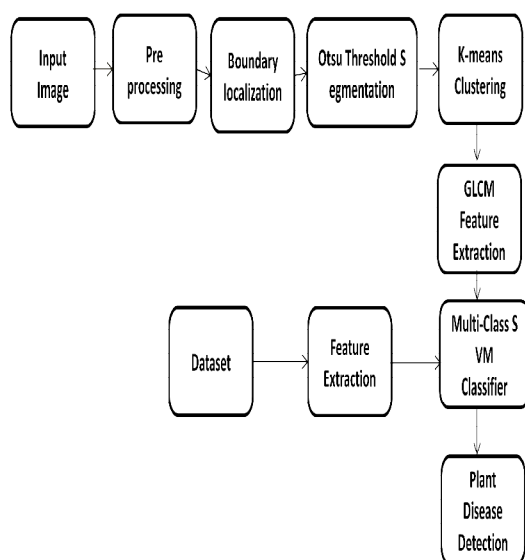 Input
Image
Pre
processing
Boundary
localization
Otsu Threshold S
egmentation
K-means
Clustering
GLCM
Feature
Extraction
Dataset
Feature
Extraction
Multi-Class S
VM
Classifier
Plant
Disease
Detection